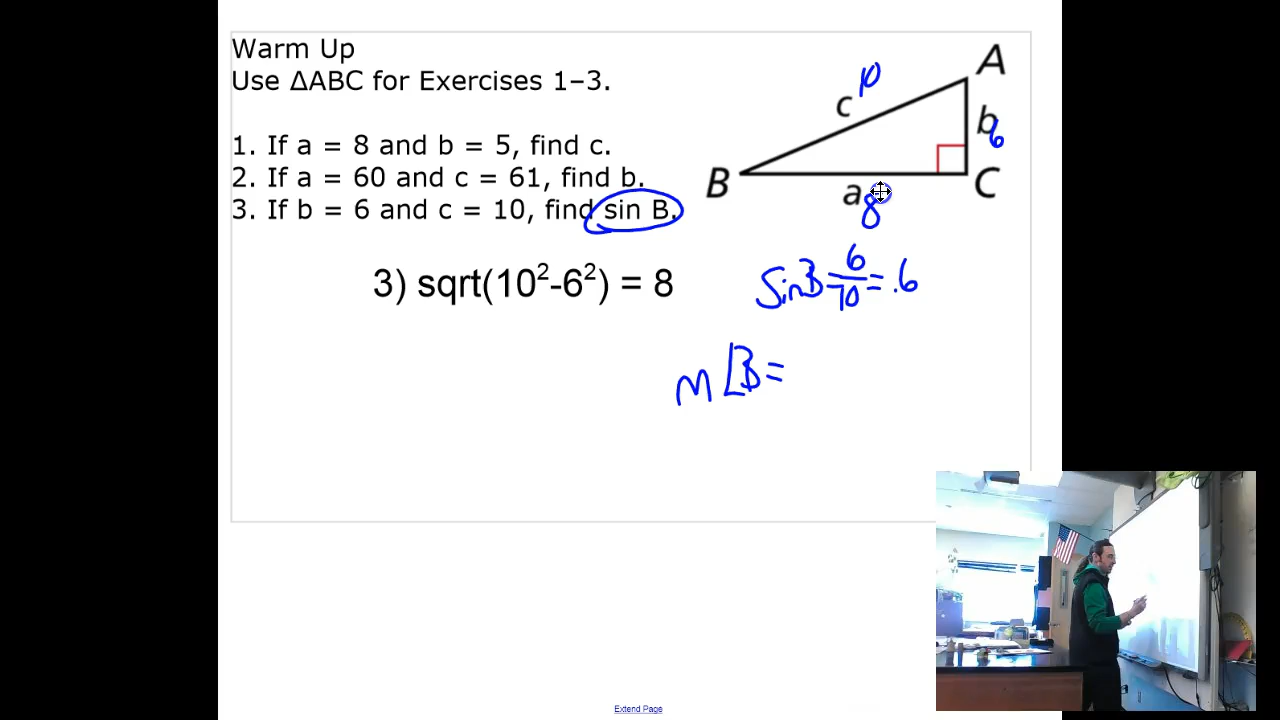 Warm Up
Use ΔABC for Exercises 1–3.
1. If a = 8 and b = 5, find c.
2. If a = 60 and c = 61, find b.
3. If b = 6 and c = 10, find sin B.
A
c 10
b 6
B
C
a 8
3) sqrt(10²-6²) = 8
sin B = 6/10 = .6
m∠B =
Extend Page